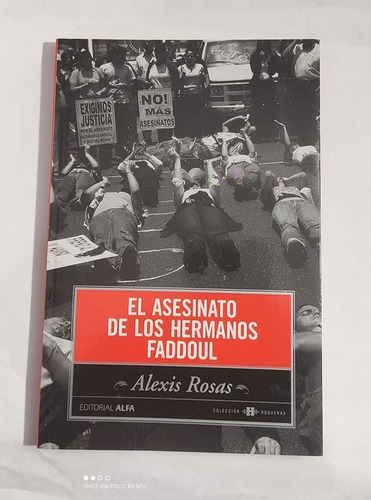 EXIGIMOS
JUSTICIA
NO!
MÁS
ASESINATOS
EL ASESINATO
DE LOS HERMANOS
FADDOUL
Alexis Rosas
EDITORIAL ALFA
COLECCIÓN H HOGUERAS
SHOT ON POCO X3 NFC